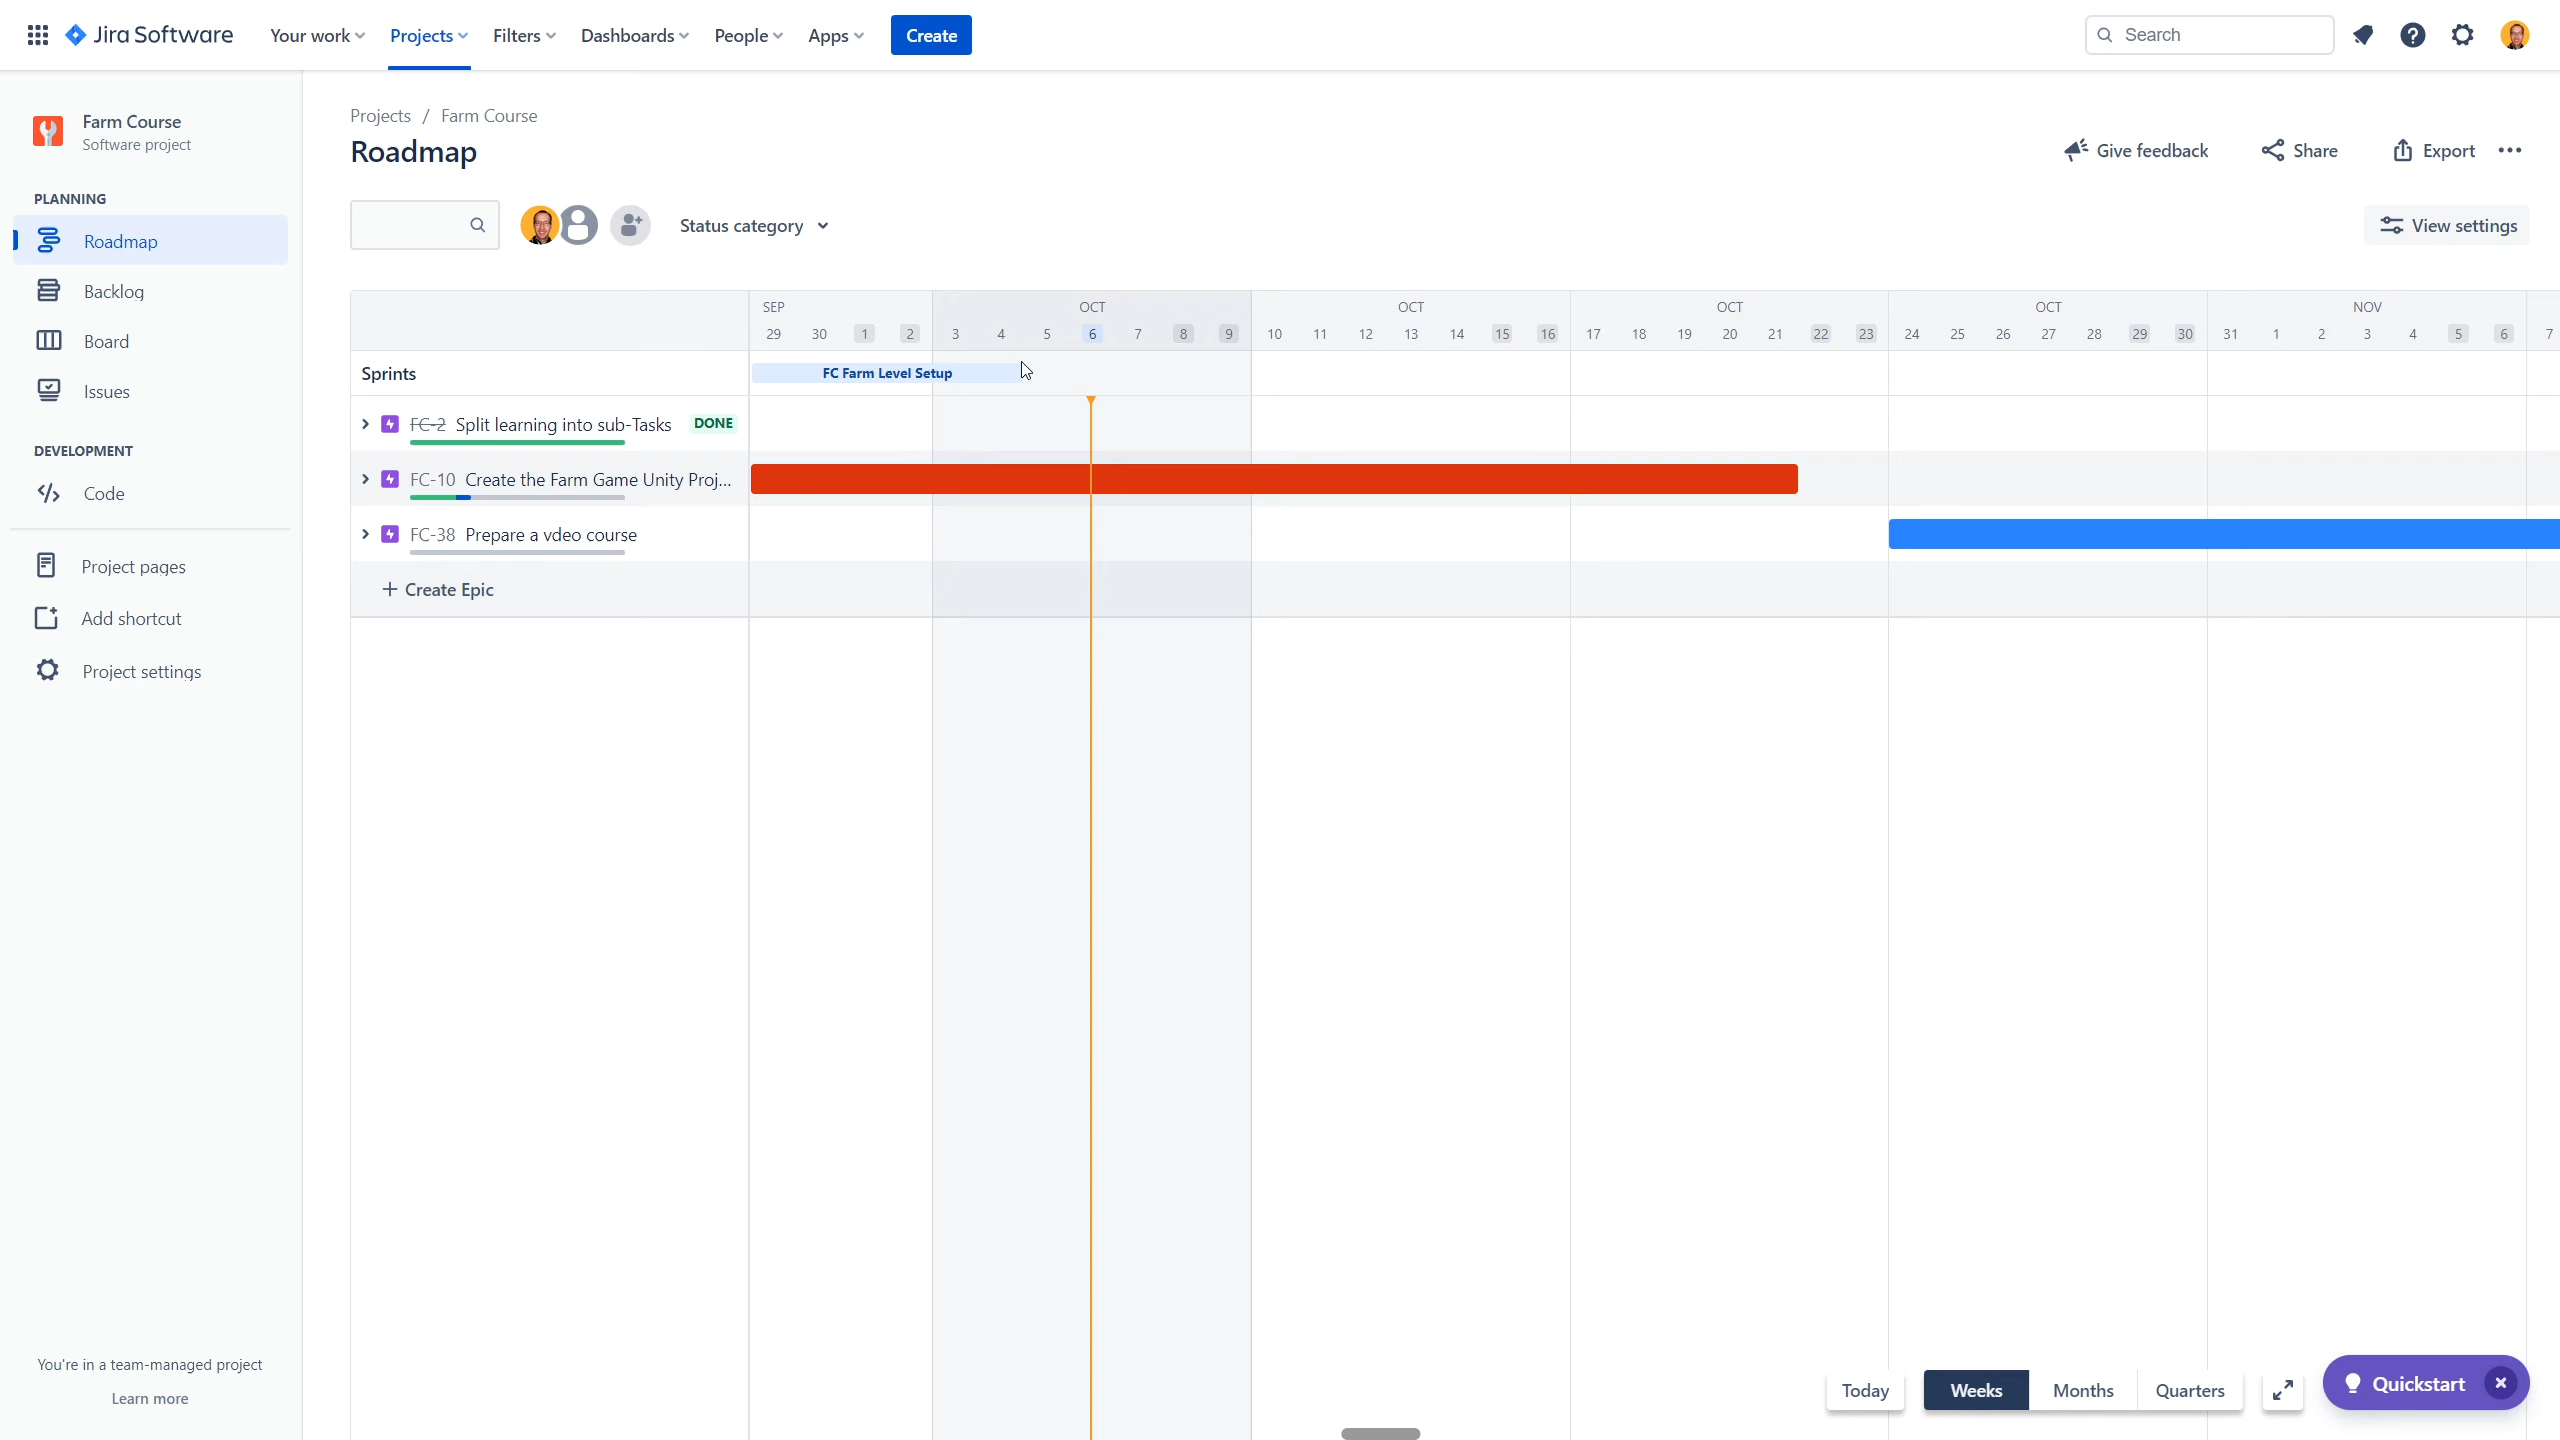 Jira Software Your work Projects Filters Dashboards People Apps Create Search
Farm Course
Software project
PLANNING
Roadmap
Backlog
Board
Issues
DEVELOPMENT
Code
Project pages
Add shortcut
Project settings
You're in a team-managed project
Learn more
Projects / Farm Course
Roadmap
Give feedback Share Export
Status category
View settings
SEP OCT OCT OCT OCT NOV
29 30 1 2 3 4 5 6 7 8 9 10 11 12 13 14 15 16 17 18 19 20 21 22 23 24 25 26 27 28 29 30 31 1 2 3 4 5 6 7
Sprints
FC Farm Level Setup
FC-2 Split learning into sub-Tasks DONE
FC-10 Create the Farm Game Unity Proj...
FC-38 Prepare a vdeo course
+ Create Epic
Today Weeks Months Quarters
Quickstart